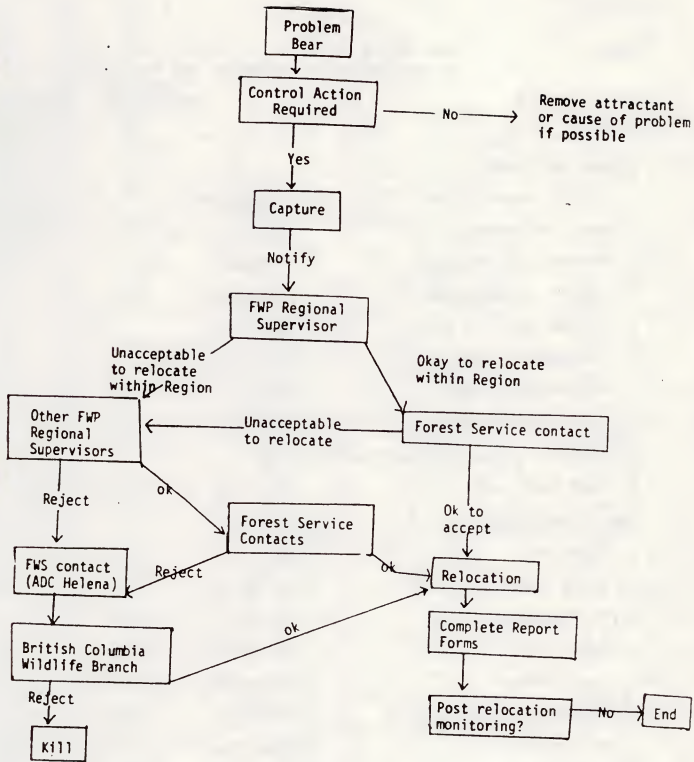 Problem
Bear
Control Action
Required
No
Remove attractant
or cause of problem
if possible
Yes
Capture
Notify
FWP Regional
Supervisor
Unacceptable
to relocate
within Region
Okay to relocate
within Region
Other FWP
Regional
Supervisors
Unacceptable
to relocate
Forest Service contact
Reject
ok
Forest Service
Contacts
Ok to
accept
FWS contact
(ADC Helena)
Reject
ok
Relocation
British Columbia
Wildlife Branch
ok
Complete Report
Forms
Reject
Post relocation
monitoring?
No
End
Kill